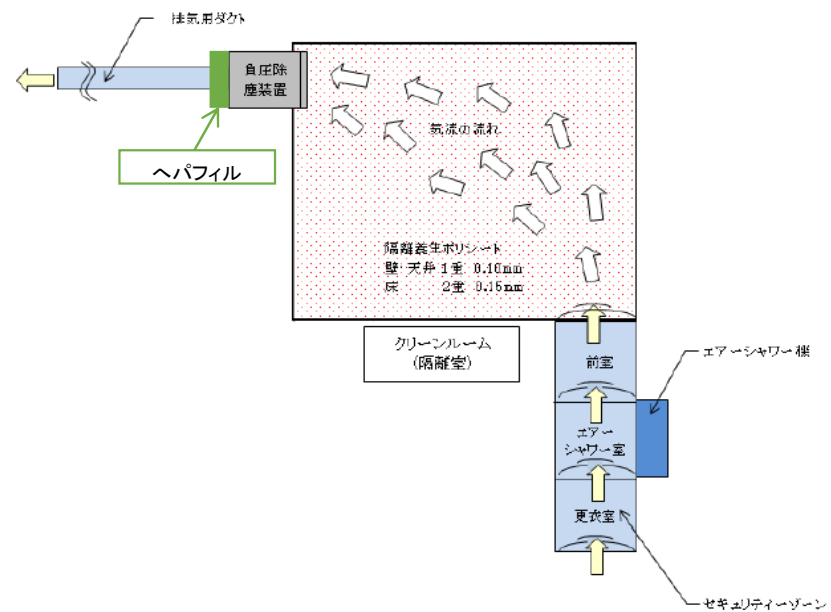 排気用ダクト
負圧除
塵装置
ヘパフィル
気流の流れ
隔離養生ポリシート
壁・天井 1重 0.10mm
床 2重 0.15mm
クリーンルーム
(隔離室)
前室
エアーシャワー機
エアー
シャワー室
更衣室
セキュリティーゾーン